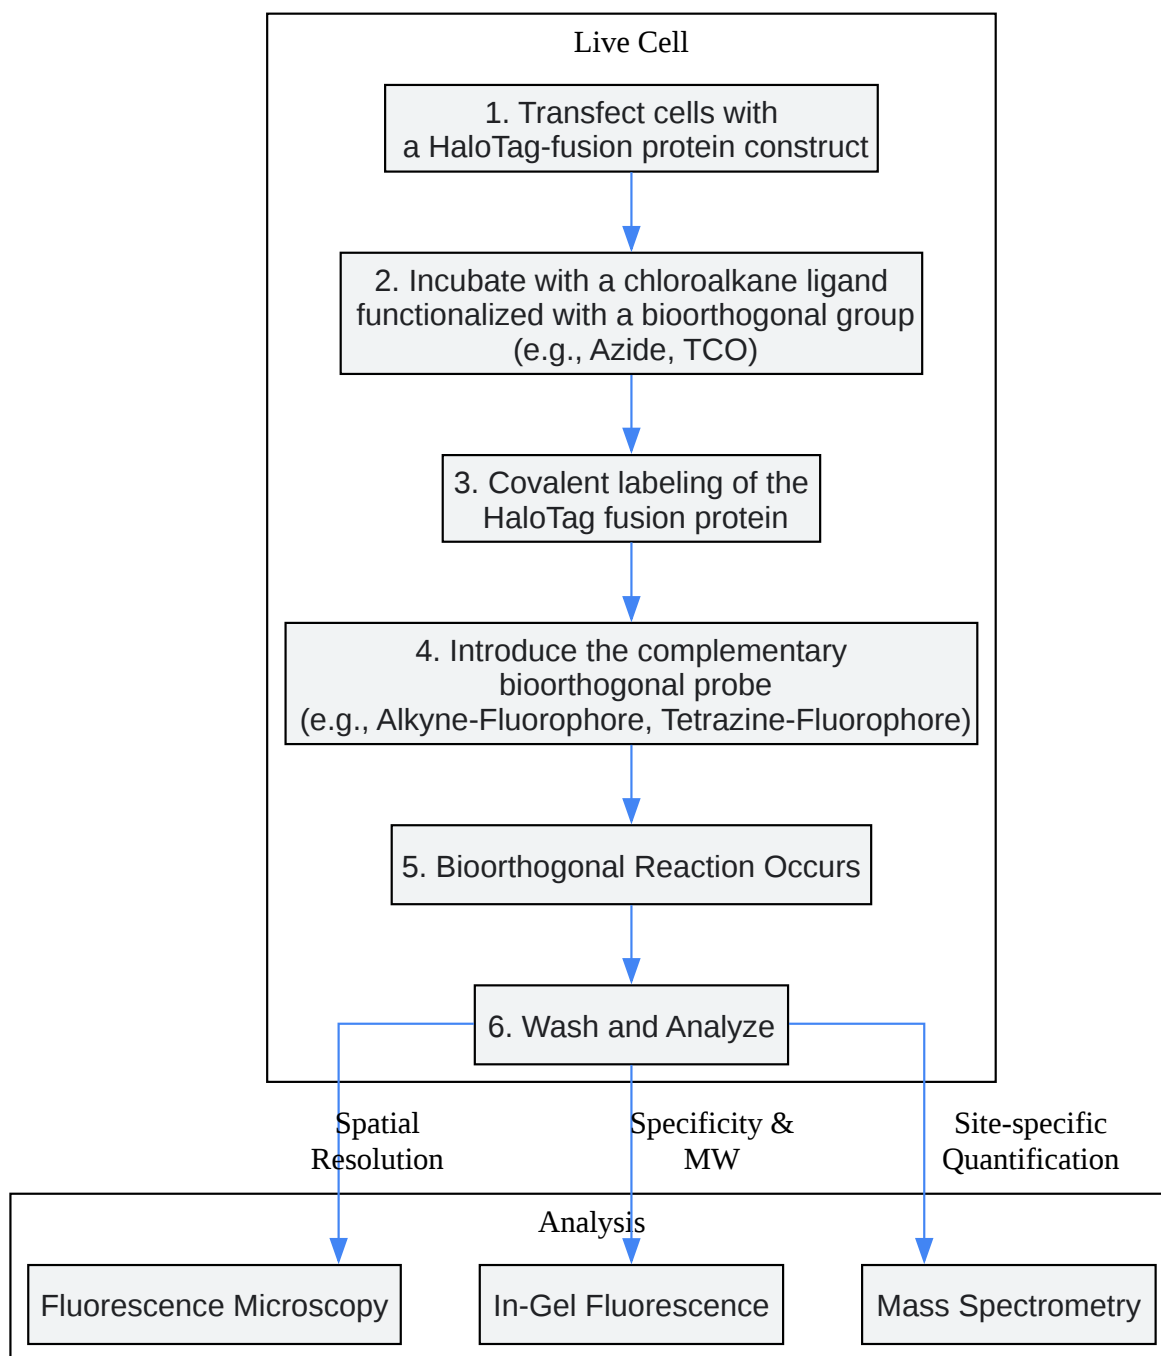 Live Cell
1. Transfect cells with
a HaloTag-fusion protein construct
2. Incubate with a chloroalkane ligand
functionalized with a bioorthogonal group
(e.g., Azide, TCO)
3. Covalent labeling of the
HaloTag fusion protein
4. Introduce the complementary
bioorthogonal probe
(e.g., Alkyne-Fluorophore, Tetrazine-Fluorophore)
5. Bioorthogonal Reaction Occurs
6. Wash and Analyze
Spatial
Resolution
Specificity &
MW
Site-specific
Quantification
Analysis
Fluorescence Microscopy
In-Gel Fluorescence
Mass Spectrometry